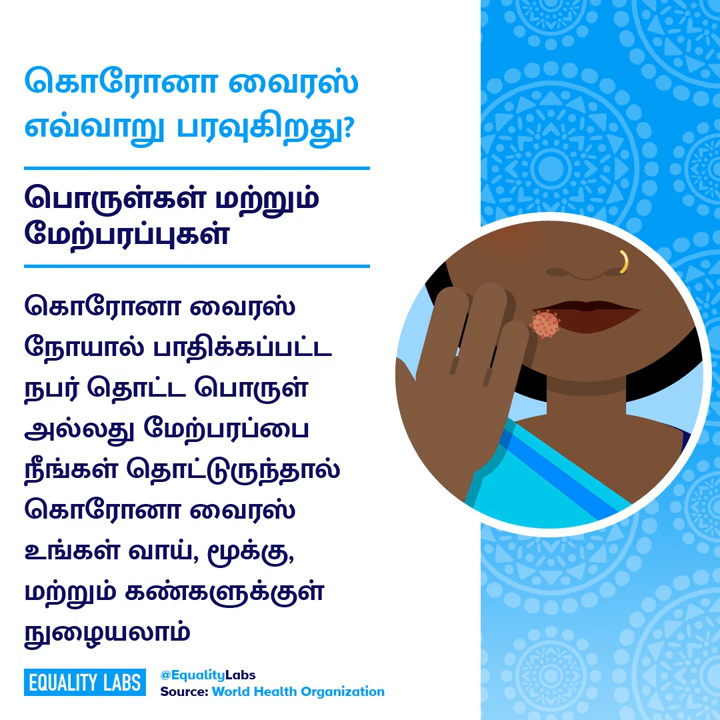 கொரோனா வைரஸ்
எவ்வாறு பரவுகிறது?
பொருள்கள் மற்றும்
மேற்பரப்புகள்
கொரோனா வைரஸ்
நோயால் பாதிக்கப்பட்ட
நபர் தொட்ட பொருள்
அல்லது மேற்பரப்பை
நீங்கள் தொட்டுருந்தால்
கொரோனா வைரஸ்
உங்கள் வாய், மூக்கு,
மற்றும் கண்களுக்குள்
நுழையலாம்
EQUALITY LABS
@EqualityLabs
Source: World Health Organization